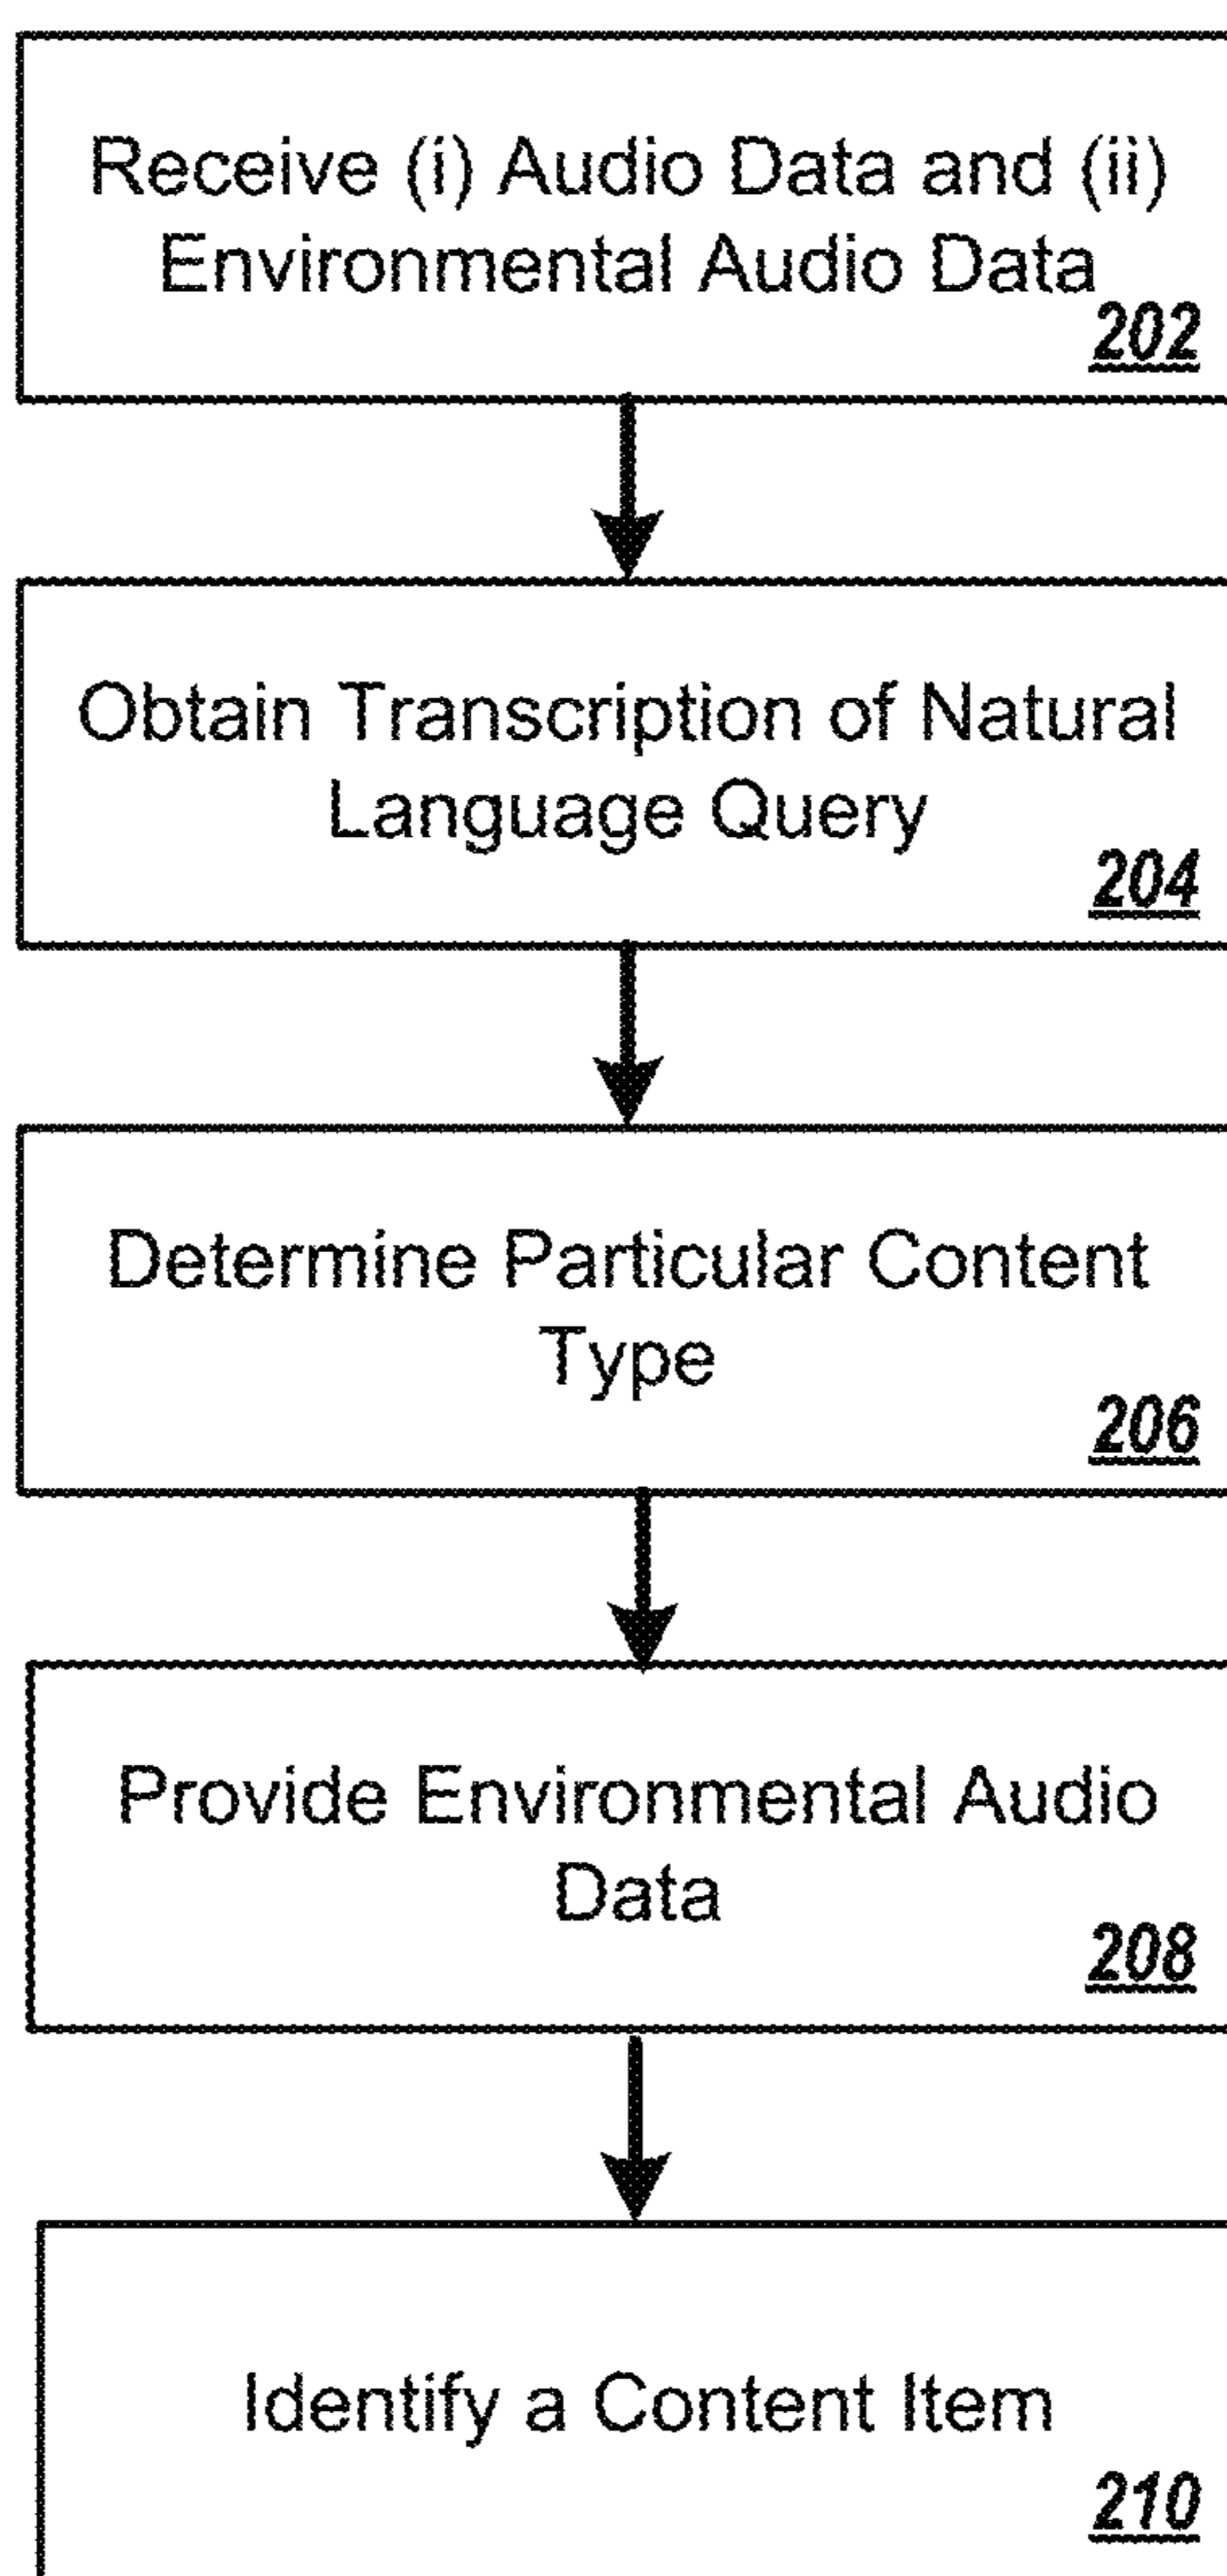 Receive (i) Audio Data and (ii)
Environmental Audio Data
202
Obtain Transcription of Natural
Language Query
204
Determine Particular Content
Type
206
Provide Environmental Audio
Data
208
Identify a Content Item
210